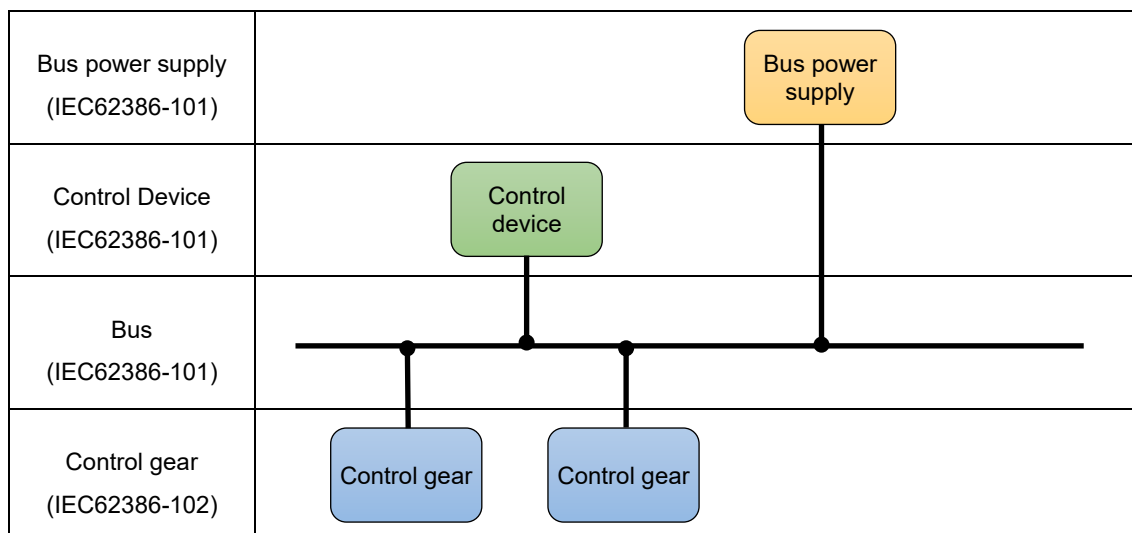 Bus power supply
(IEC62386-101)
Bus power
supply
Control Device
(IEC62386-101)
Control
device
Bus
(IEC62386-101)
Control gear
(IEC62386-102)
Control gear
Control gear